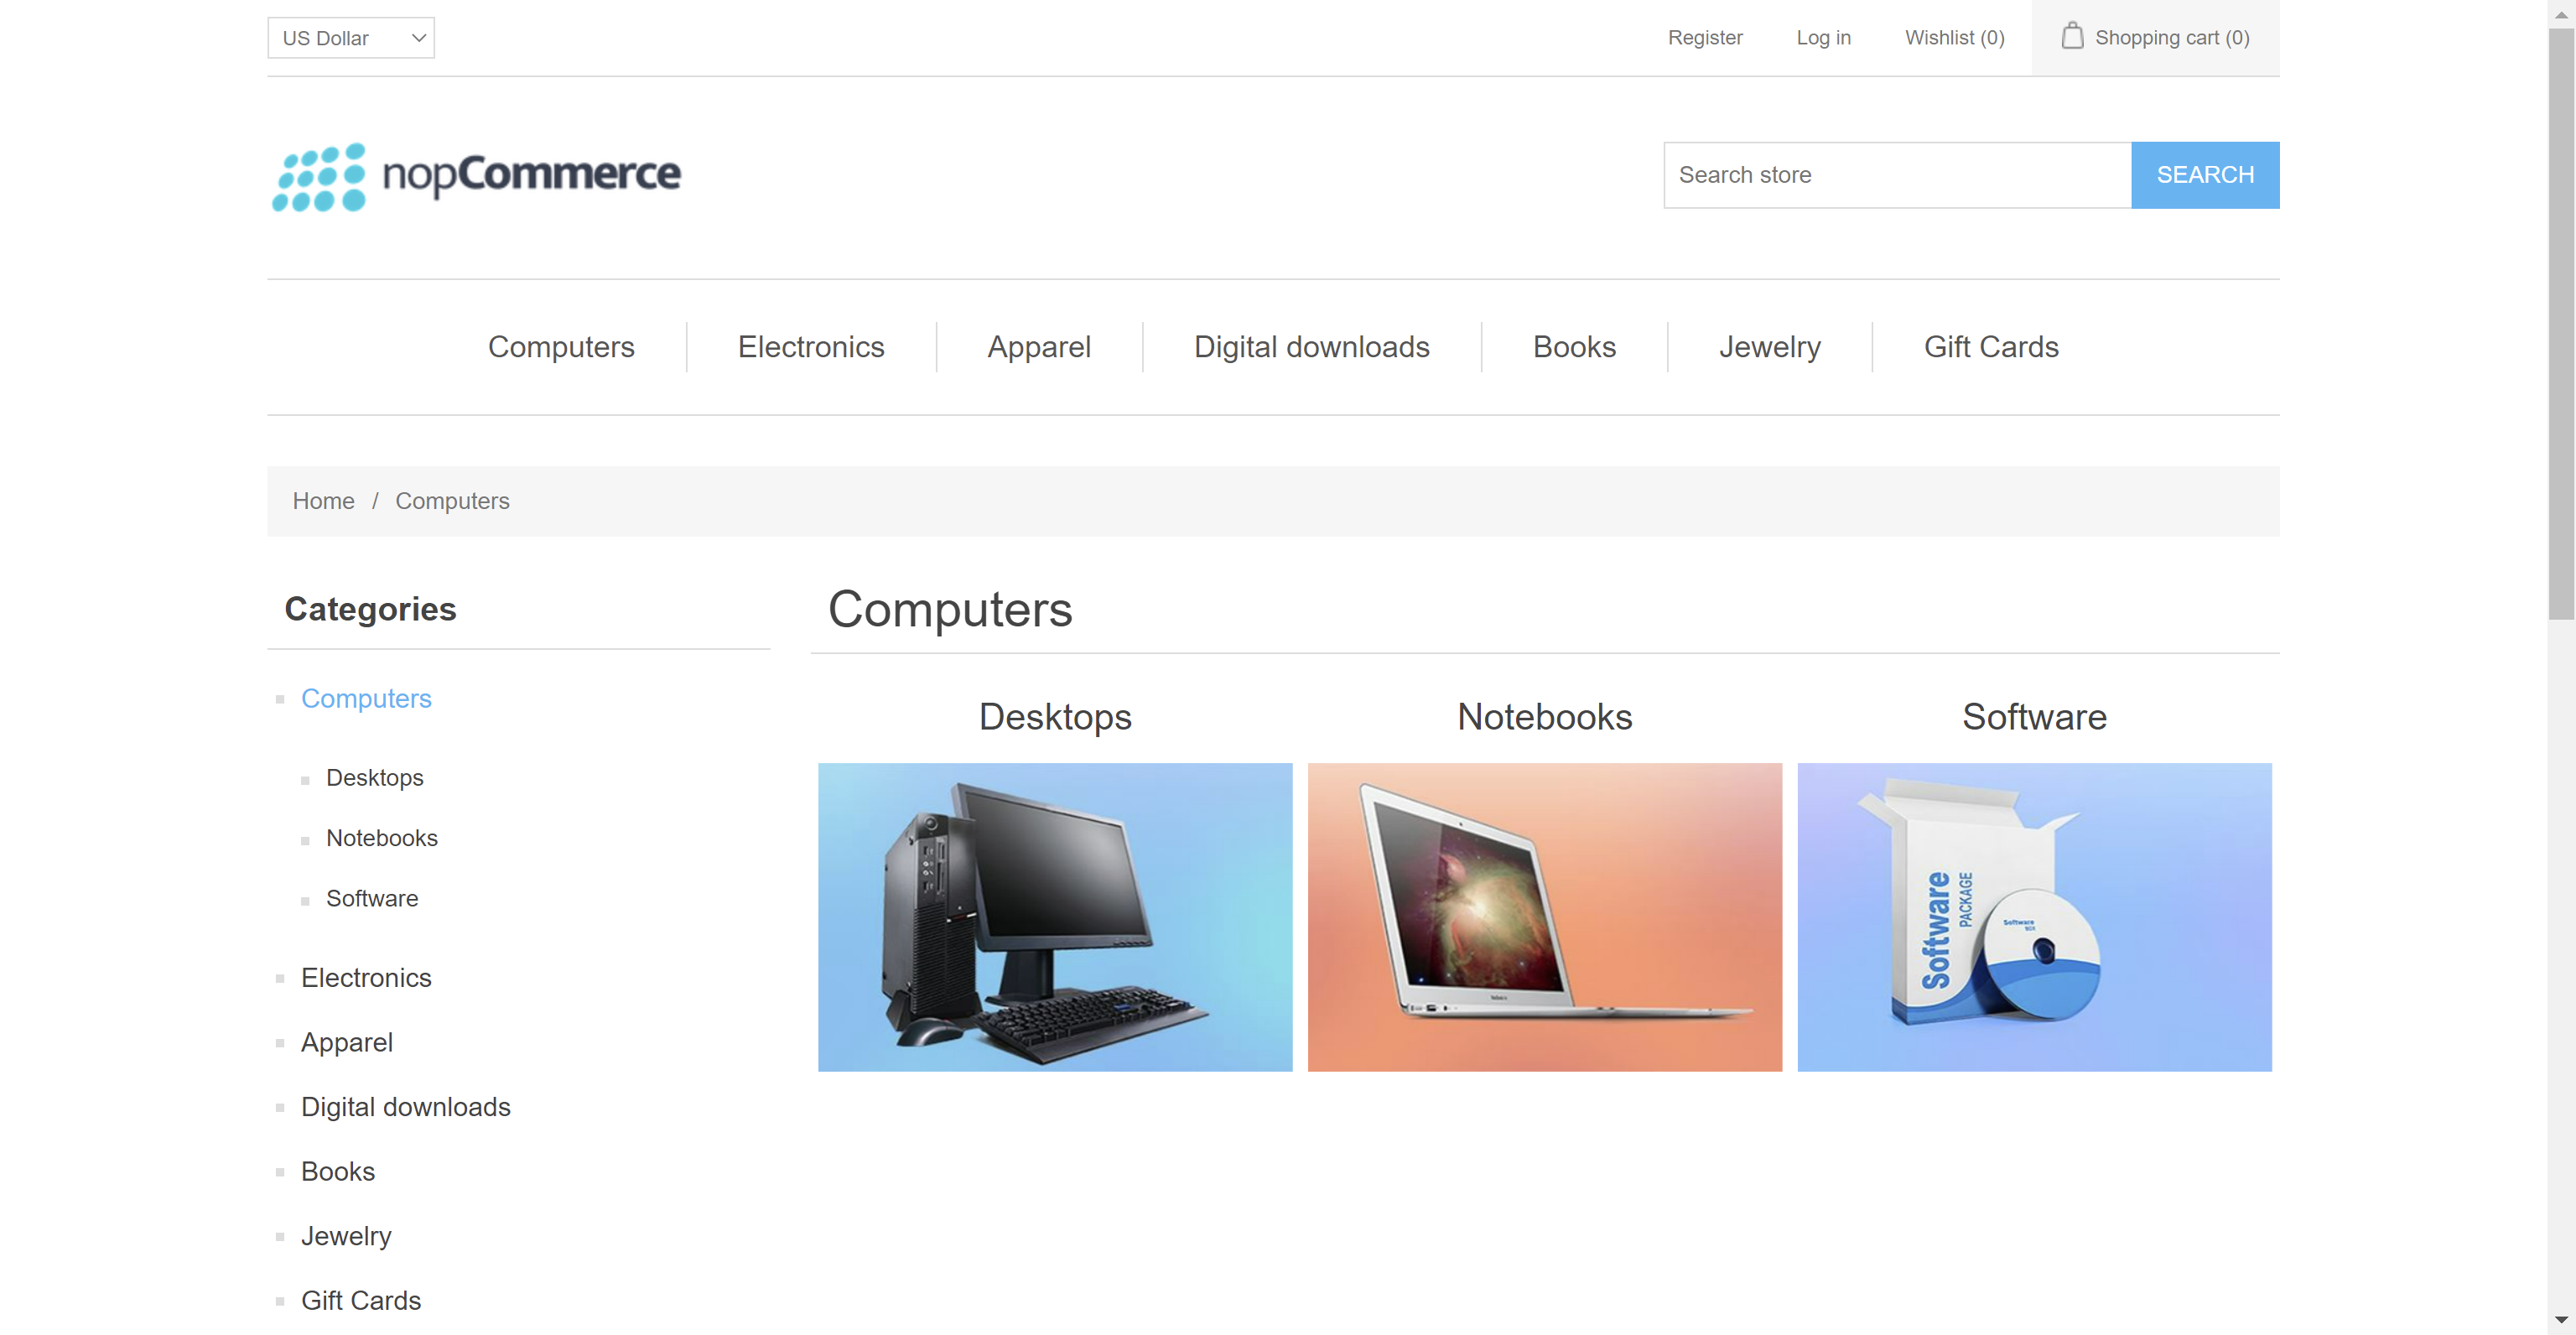 US Dollar
Register
Log in
Wishlist (0)
Shopping cart (0)
nopCommerce
Search store
SEARCH
Computers
Electronics
Apparel
Digital downloads
Books
Jewelry
Gift Cards
Home / Computers
Categories
Computers
Desktops
Notebooks
Software
Electronics
Apparel
Digital downloads
Books
Jewelry
Gift Cards
Computers
Desktops
Notebooks
Software
Software
PACKAGE
Software
BOX